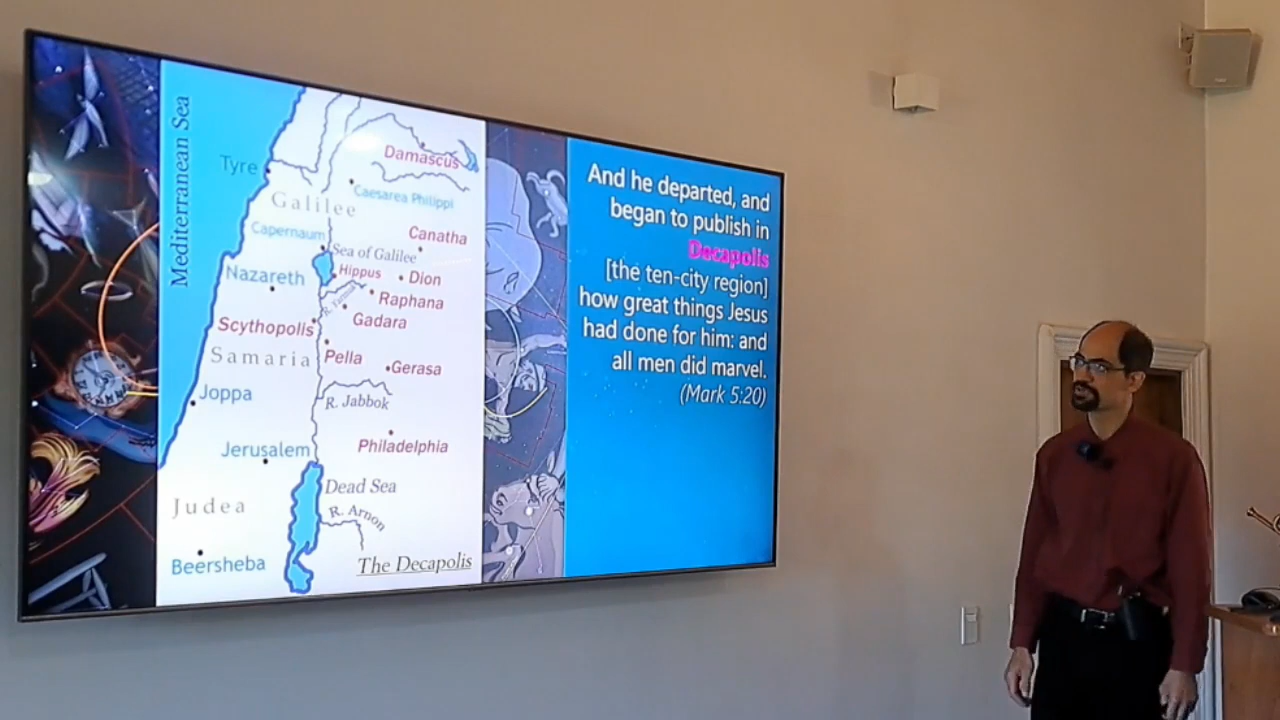 Mediterranean Sea
Tyre
Damascus
Caesarea Philippi
Galilee
Capernaum
Canatha
Sea of Galilee
Hippus
Dion
Nazareth
Raphana
R. Yarmuk
Gadara
Scythopolis
Samaria
Pella
Gerasa
Joppa
R. Jabbok
Jerusalem
Philadelphia
Dead Sea
Judea
R. Arnon
Beersheba
The Decapolis
And he departed, and
began to publish in
Decapolis
[the ten-city region]
how great things Jesus
had done for him: and
all men did marvel.
(Mark 5:20)